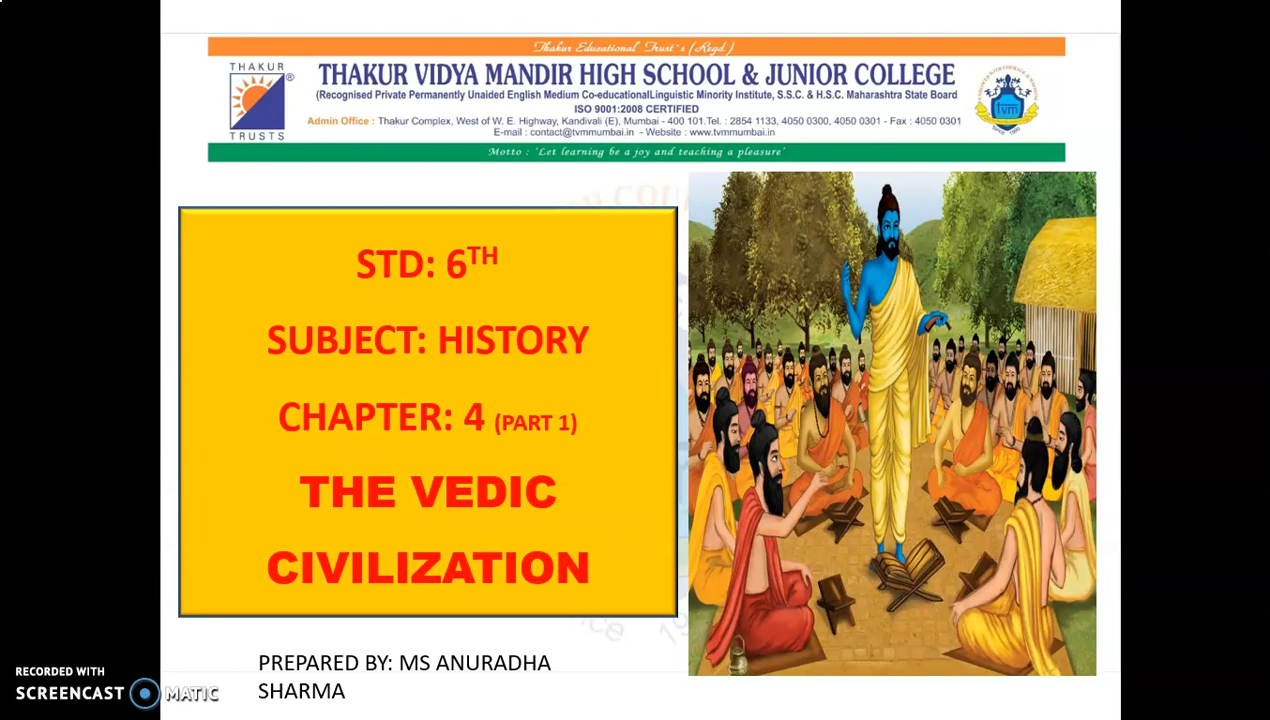 Thakur Educational Trust's (Regd.)
THAKUR
TRUSTS
®
THAKUR VIDYA MANDIR HIGH SCHOOL & JUNIOR COLLEGE
(Recognised Private Permanently Unaided English Medium Co-educationalLinguistic Minority Institute, S.S.C. & H.S.C. Maharashtra State Board
ISO 9001:2008 CERTIFIED
Admin Office : Thakur Complex, West of W. E. Highway, Kandivali (E), Mumbai - 400 101.Tel. : 2854 1133, 4050 0300, 4050 0301 - Fax : 4050 0301
E-mail : contact@tvmmumbai.in - Website : www.tvmmumbai.in
tvm
Motto : 'Let learning be a joy and teaching a pleasure'
STD: 6TH
SUBJECT: HISTORY
CHAPTER: 4 (PART 1)
THE VEDIC
CIVILIZATION
PREPARED BY: MS ANURADHA
SHARMA
RECORDED WITH
SCREENCAST MATIC